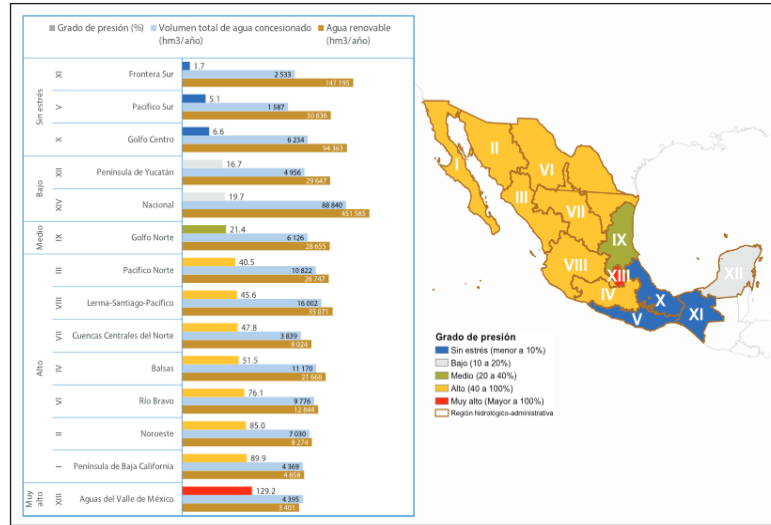 Grado de presión (%) Volumen total de agua concesionado (hm3/año) Agua renovable (hm3/año)
Sin estrés
XI Frontera Sur 1.7 2 533 147 195
V Pacífico Sur 5.1 1 587 30 836
X Golfo Centro 6.6 6 234 94 363
Bajo
XII Península de Yucatán 16.7 4 956 29 647
XIV Nacional 19.7 88 840 451 585
Medio
IX Golfo Norte 21.4 6 126 28 655
Alto
III Pacífico Norte 40.5 10 822 26 747
VIII Lerma-Santiago-Pacífico 45.6 16 002 35 071
VII Cuencas Centrales del Norte 47.8 3 839 8 024
IV Balsas 51.5 11 170 21 668
VI Río Bravo 76.1 9 776 12 844
II Noroeste 85.0 7 030 8 274
I Península de Baja California 89.9 4 369 4 858
Muy alto
XIII Aguas del Valle de México 129.2 4 395 3 401
I
II
VI
III
VII
IX
VIII
XIII
XII
IV
X
V
XI
Grado de presión
Sin estrés (menor a 10%)
Bajo (10 a 20%)
Medio (20 a 40%)
Alto (40 a 100%)
Muy alto (Mayor a 100%)
Región hidrológico-administrativa